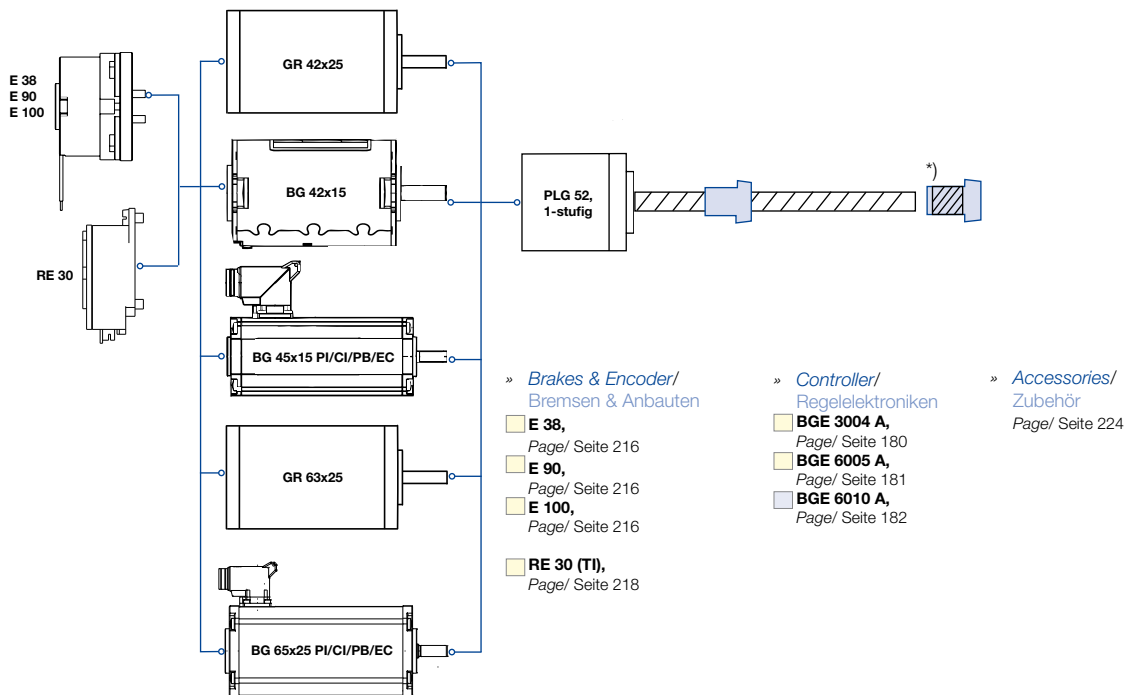 E 38
E 90
E 100
RE 30
GR 42x25
BG 42x15
BG 45x15 PI/CI/PB/EC
GR 63x25
BG 65x25 PI/CI/PB/EC
PLG 52,
1-stufig
*)
» Brakes & Encoder/
Bremsen & Anbauten
E 38,
Page/ Seite 216
E 90,
Page/ Seite 216
E 100,
Page/ Seite 216
RE 30 (TI),
Page/ Seite 218
» Controller/
Regelelektroniken
BGE 3004 A,
Page/ Seite 180
BGE 6005 A,
Page/ Seite 181
BGE 6010 A,
Page/ Seite 182
» Accessories/
Zubehör
Page/ Seite 224